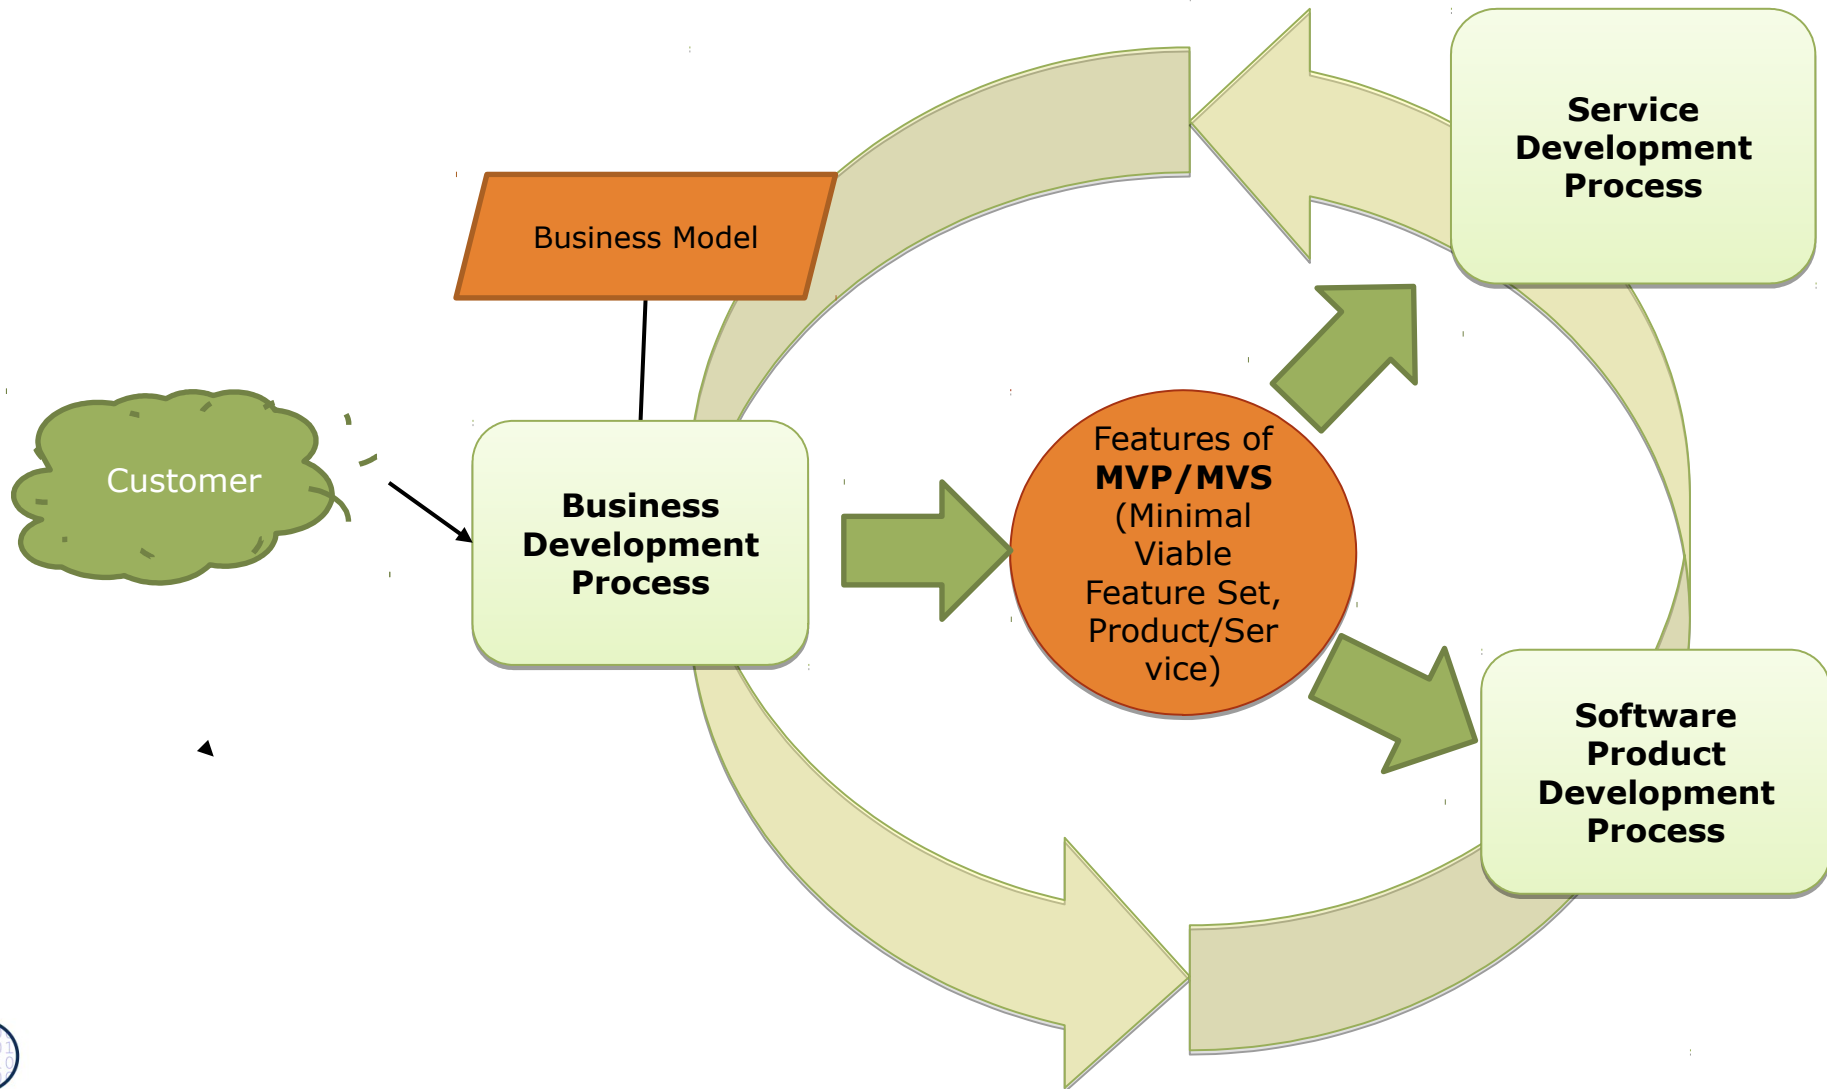 Service
Development
Process
Business Model
Customer
Business
Development
Process
Features of
MVP/MVS
(Minimal
Viable
Feature Set,
Product/Ser
vice)
Software
Product
Development
Process